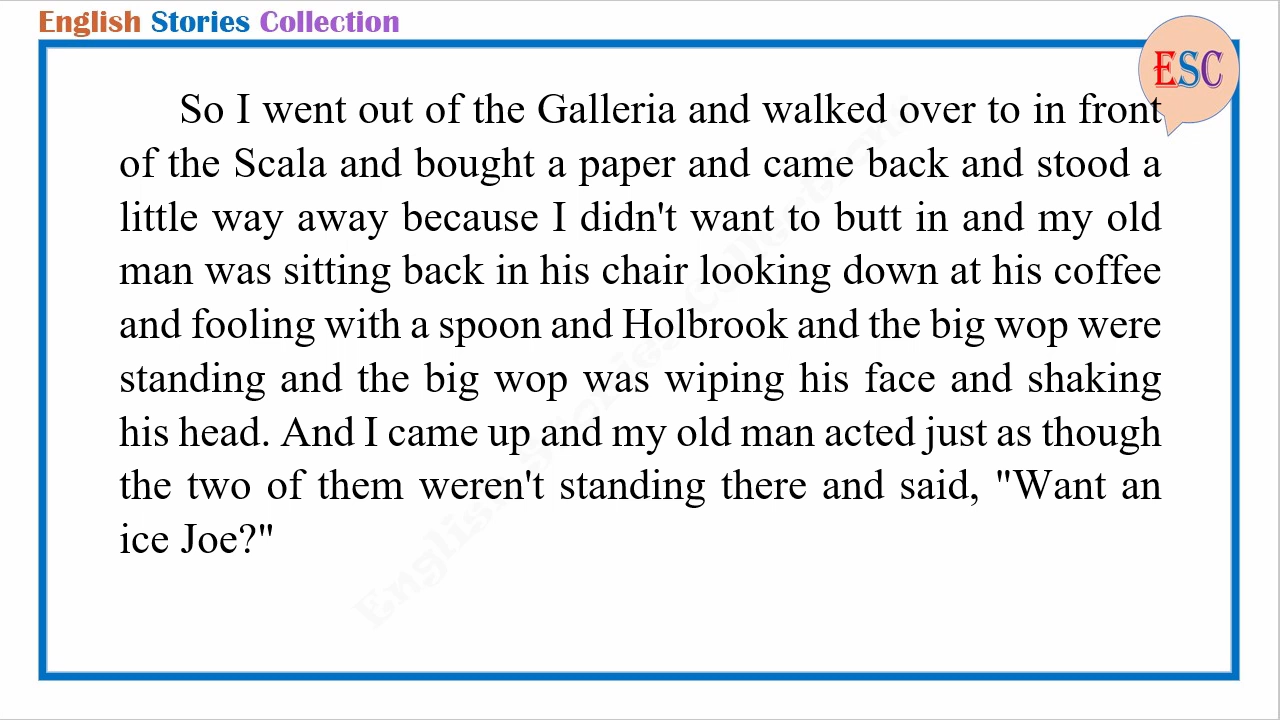 English Stories Collection
ESC
So I went out of the Galleria and walked over to in front
of the Scala and bought a paper and came back and stood a
little way away because I didn't want to butt in and my old
man was sitting back in his chair looking down at his coffee
and fooling with a spoon and Holbrook and the big wop were
standing and the big wop was wiping his face and shaking
his head. And I came up and my old man acted just as though
the two of them weren't standing there and said, "Want an
ice Joe?"
English Stories Collection